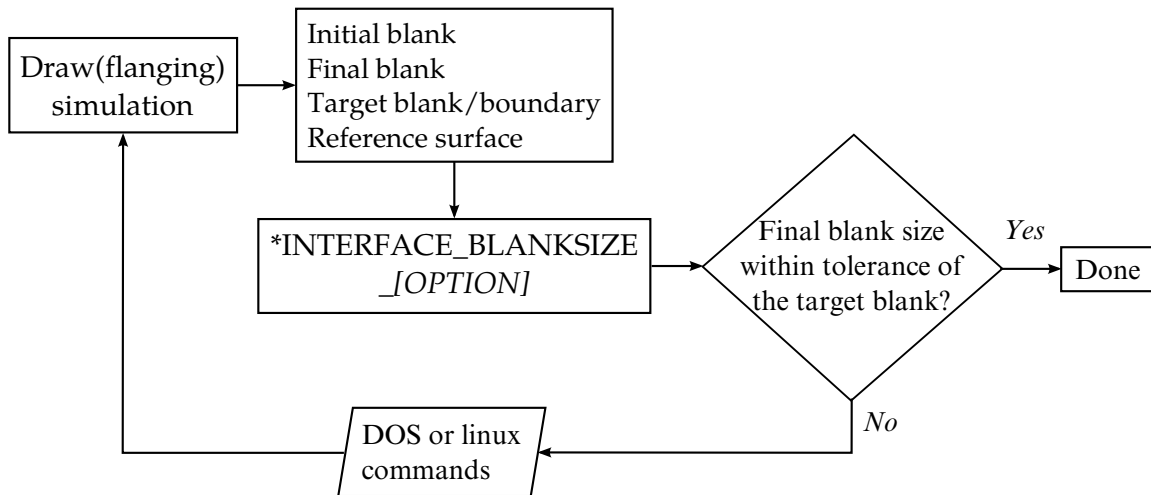 Draw(flanging)
simulation
Initial blank
Final blank
Target blank/boundary
Reference surface
*INTERFACE_BLANKSIZE
_[OPTION]
Final blank size
within tolerance of
the target blank?
Yes
Done
No
DOS or linux
commands